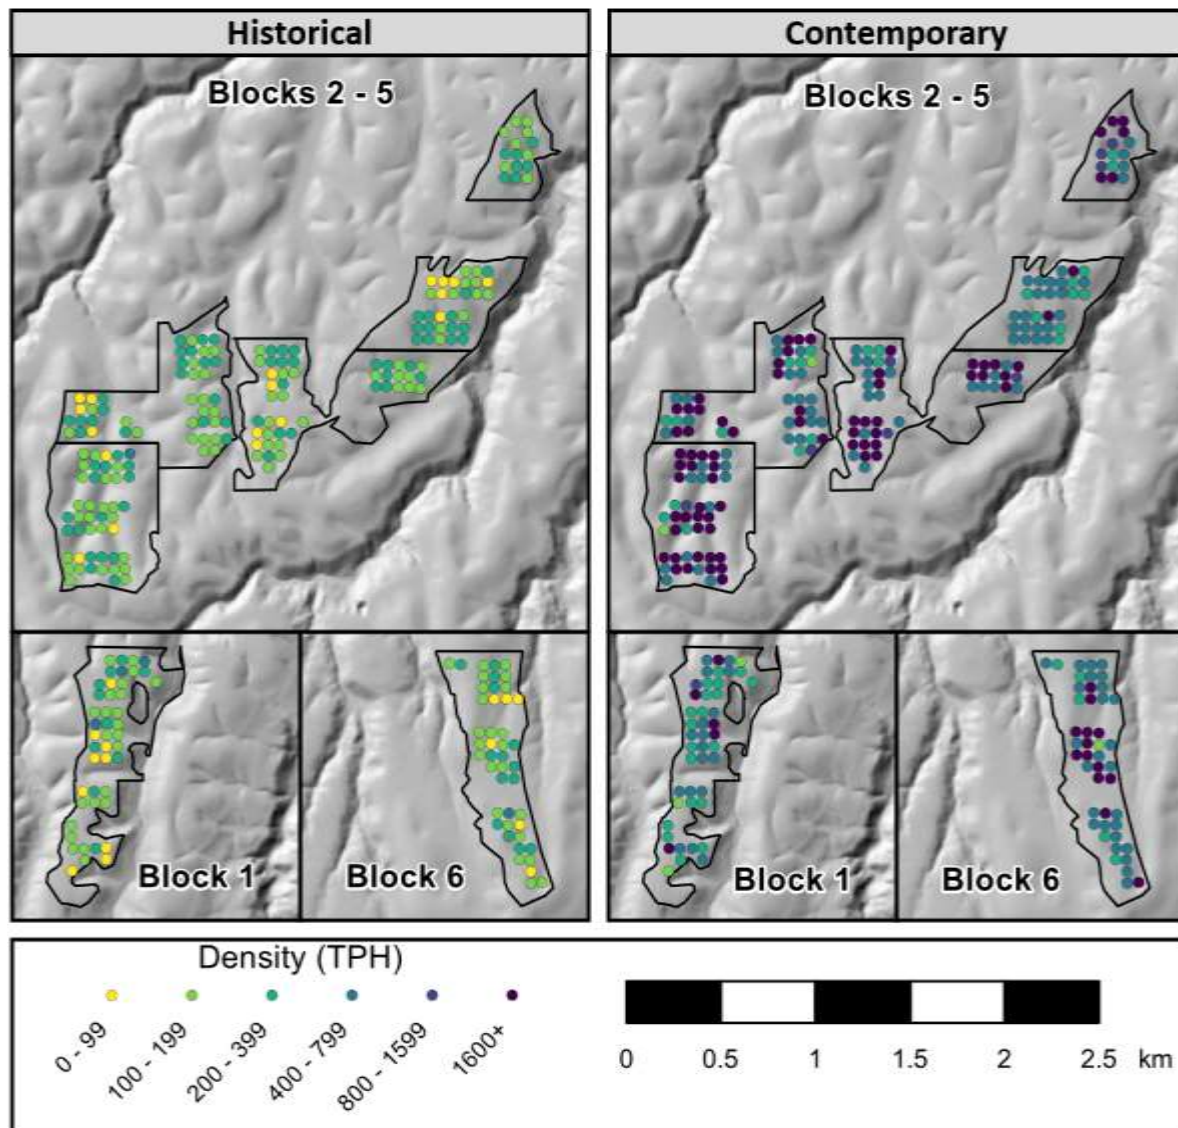 Historical
Contemporary
Blocks 2 - 5
Blocks 2 - 5
Block 1
Block 6
Block 1
Block 6
Density (TPH)
0 - 99
100 - 199
200 - 399
400 - 799
800 - 1599
1600+
0 0.5 1 1.5 2 2.5 km